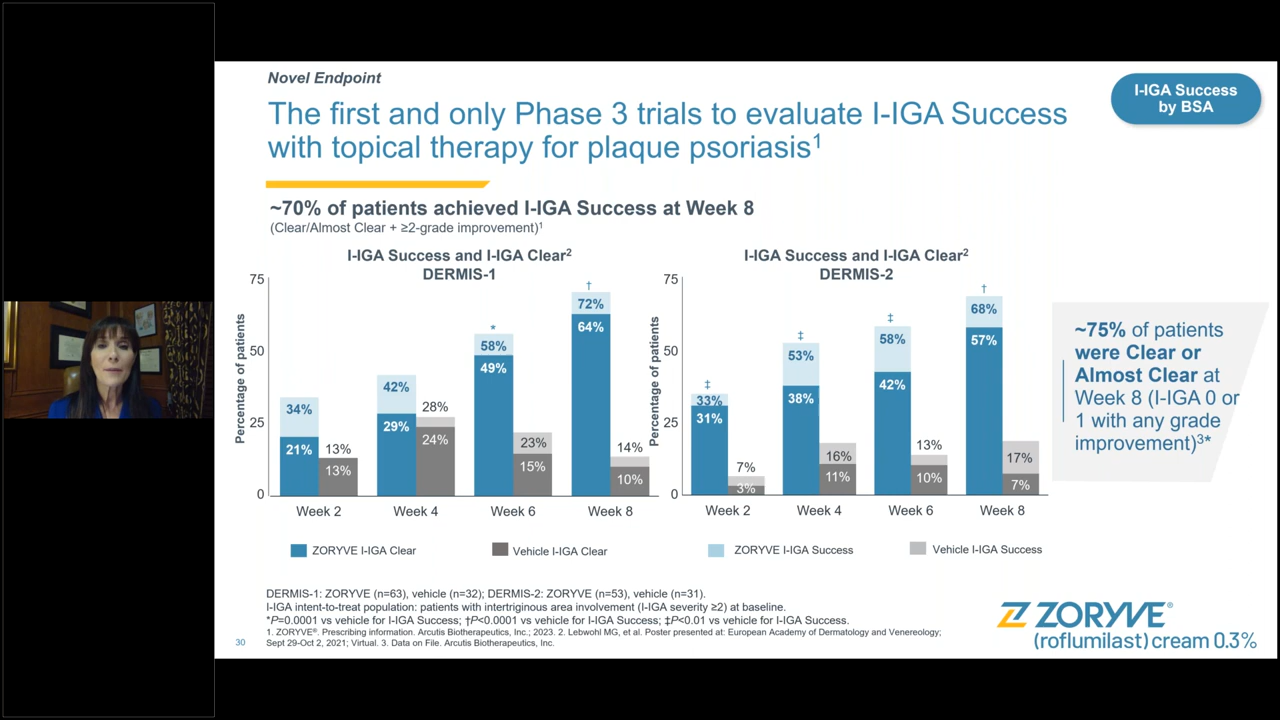 Novel Endpoint
The first and only Phase 3 trials to evaluate I-IGA Success
with topical therapy for plaque psoriasis1
I-IGA Success
by BSA
~70% of patients achieved I-IGA Success at Week 8
(Clear/Almost Clear + ≥2-grade improvement)1
I-IGA Success and I-IGA Clear2
DERMIS-1
Percentage of patients
75
50
25
0
34%
21%
13%
13%
42%
29%
28%
24%
*
58%
49%
23%
15%
†
72%
64%
14%
10%
Week 2
Week 4
Week 6
Week 8
I-IGA Success and I-IGA Clear2
DERMIS-2
Percentage of patients
75
50
25
0
‡
33%
31%
7%
3%
‡
53%
38%
16%
11%
‡
58%
42%
13%
10%
†
68%
57%
17%
7%
Week 2
Week 4
Week 6
Week 8
ZORYVE I-IGA Clear
Vehicle I-IGA Clear
ZORYVE I-IGA Success
Vehicle I-IGA Success
~75% of patients
were Clear or
Almost Clear at
Week 8 (I-IGA 0 or
1 with any grade
improvement)3*
DERMIS-1: ZORYVE (n=63), vehicle (n=32); DERMIS-2: ZORYVE (n=53), vehicle (n=31).
I-IGA intent-to-treat population: patients with intertriginous area involvement (I-IGA severity ≥2) at baseline.
*P=0.0001 vs vehicle for I-IGA Success; †P<0.0001 vs vehicle for I-IGA Success; ‡P<0.01 vs vehicle for I-IGA Success.
1. ZORYVE®. Prescribing information. Arcutis Biotherapeutics, Inc.; 2023. 2. Lebwohl MG, et al. Poster presented at: European Academy of Dermatology and Venereology;
Sept 29-Oct 2, 2021; Virtual. 3. Data on File. Arcutis Biotherapeutics, Inc.
30
ZORYVE®
(roflumilast) cream 0.3%